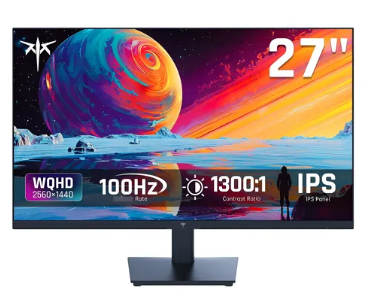 27"
WQHD
2560×1440
100Hz
Rate
1300:1
Contrast Ratio
IPS
IPS Panel